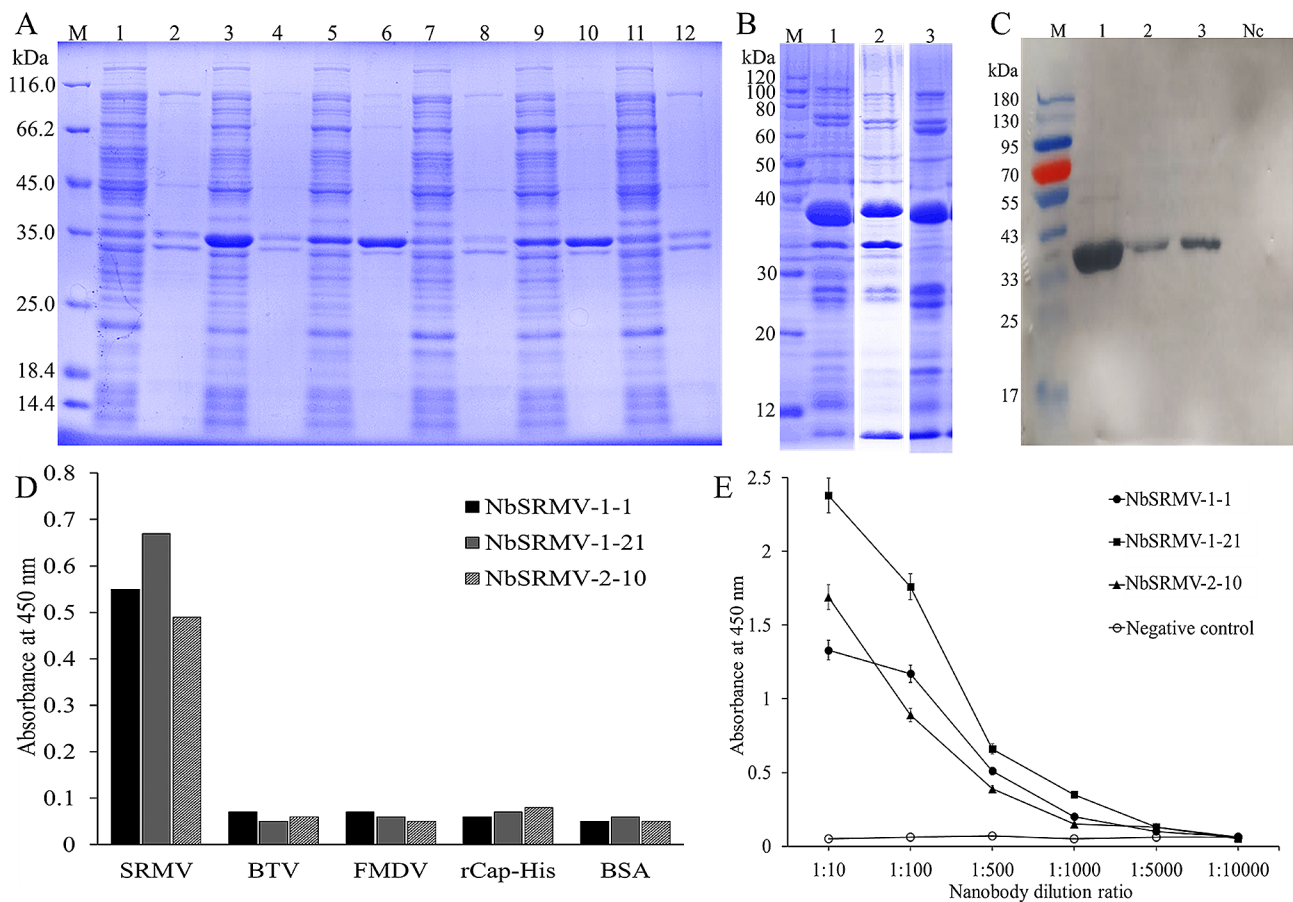 A
M 1 2 3 4 5 6 7 8 9 10 11 12
kDa
116.0
66.2
45.0
35.0
25.0
18.4
14.4
B
M 1 2 3
kDa
120
100
80
60
50
40
30
20
12
C
M 1 2 3 Nc
kDa
180
130
95
70
55
43
33
25
17
D
Absorbance at 450 nm
0.8
0.7
0.6
0.5
0.4
0.3
0.2
0.1
0
NbSRMV-1-1
NbSRMV-1-21
NbSRMV-2-10
SRMV BTV FMDV rCap-His BSA
E
Absorbance at 450 nm
2.5
2
1.5
1
0.5
0
NbSRMV-1-1
NbSRMV-1-21
NbSRMV-2-10
Negative control
1:10 1:100 1:500 1:1000 1:5000 1:10000
Nanobody dilution ratio